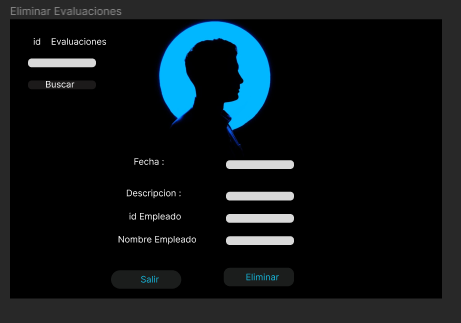 Eliminar Evaluaciones
id Evaluaciones
Buscar
Fecha :
Descripcion :
id Empleado
Nombre Empleado
Salir
Eliminar